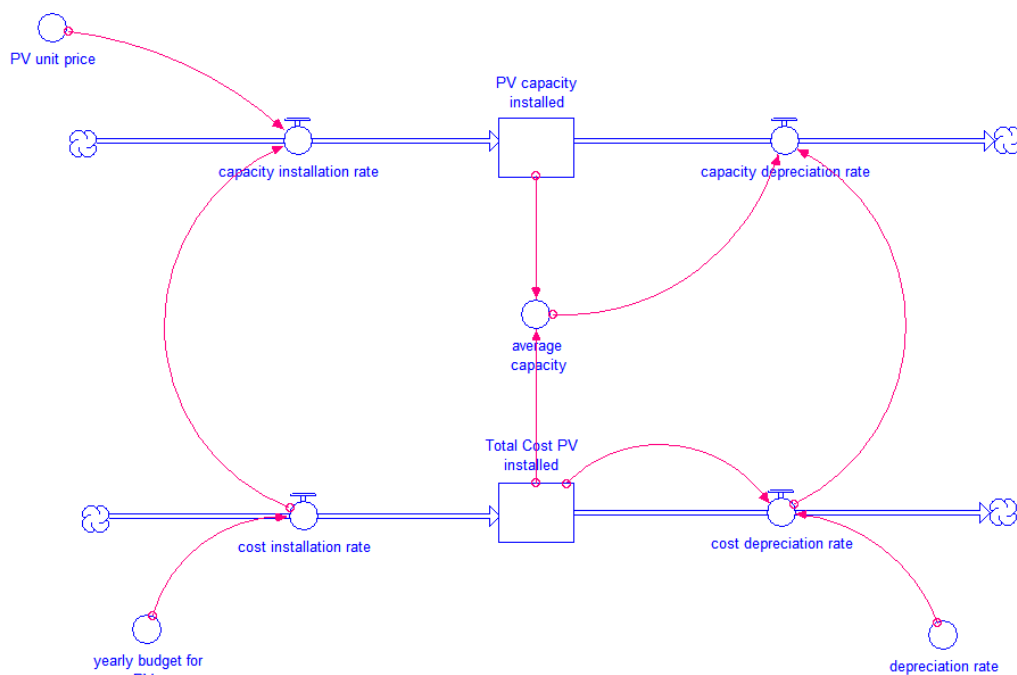 PV unit price
PV capacity
installed
capacity installation rate
capacity depreciation rate
average
capacity
Total Cost PV
installed
cost installation rate
cost depreciation rate
yearly budget for
depreciation rate